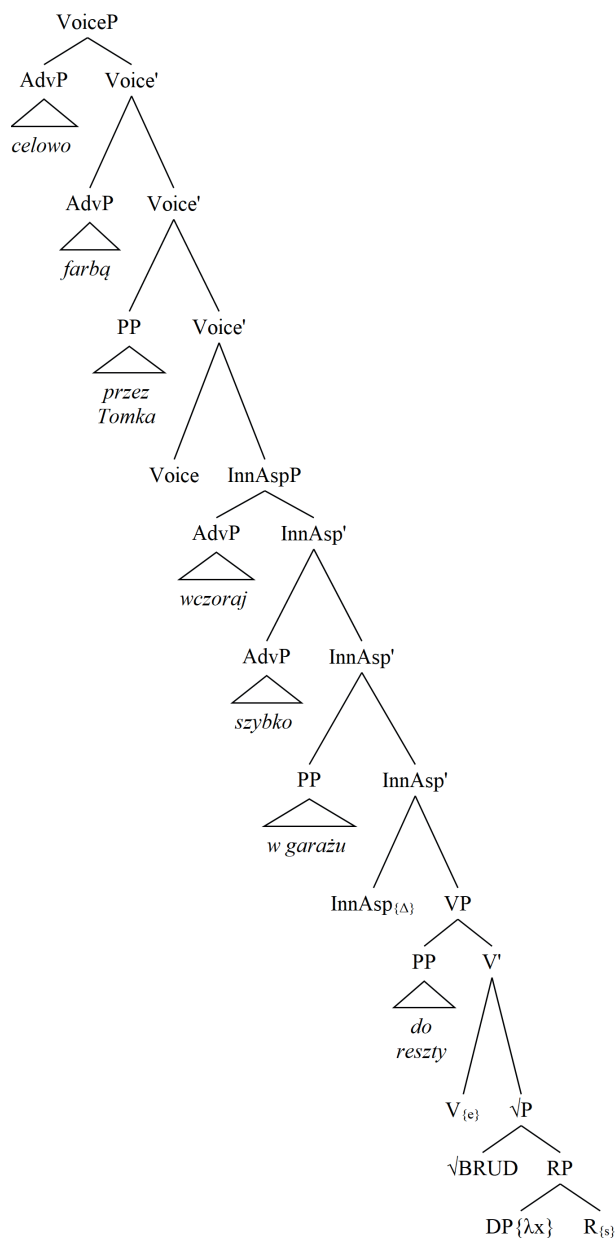 VoiceP
AdvP Voice'
celowo
AdvP Voice'
farbą
PP Voice'
przez
Tomka
Voice InnAspP
AdvP InnAsp'
wczoraj
AdvP InnAsp'
szybko
PP InnAsp'
w garażu
InnAsp{Δ} VP
PP V'
do
reszty
V{e} √P
√BRUD RP
DP{λx} R{s}